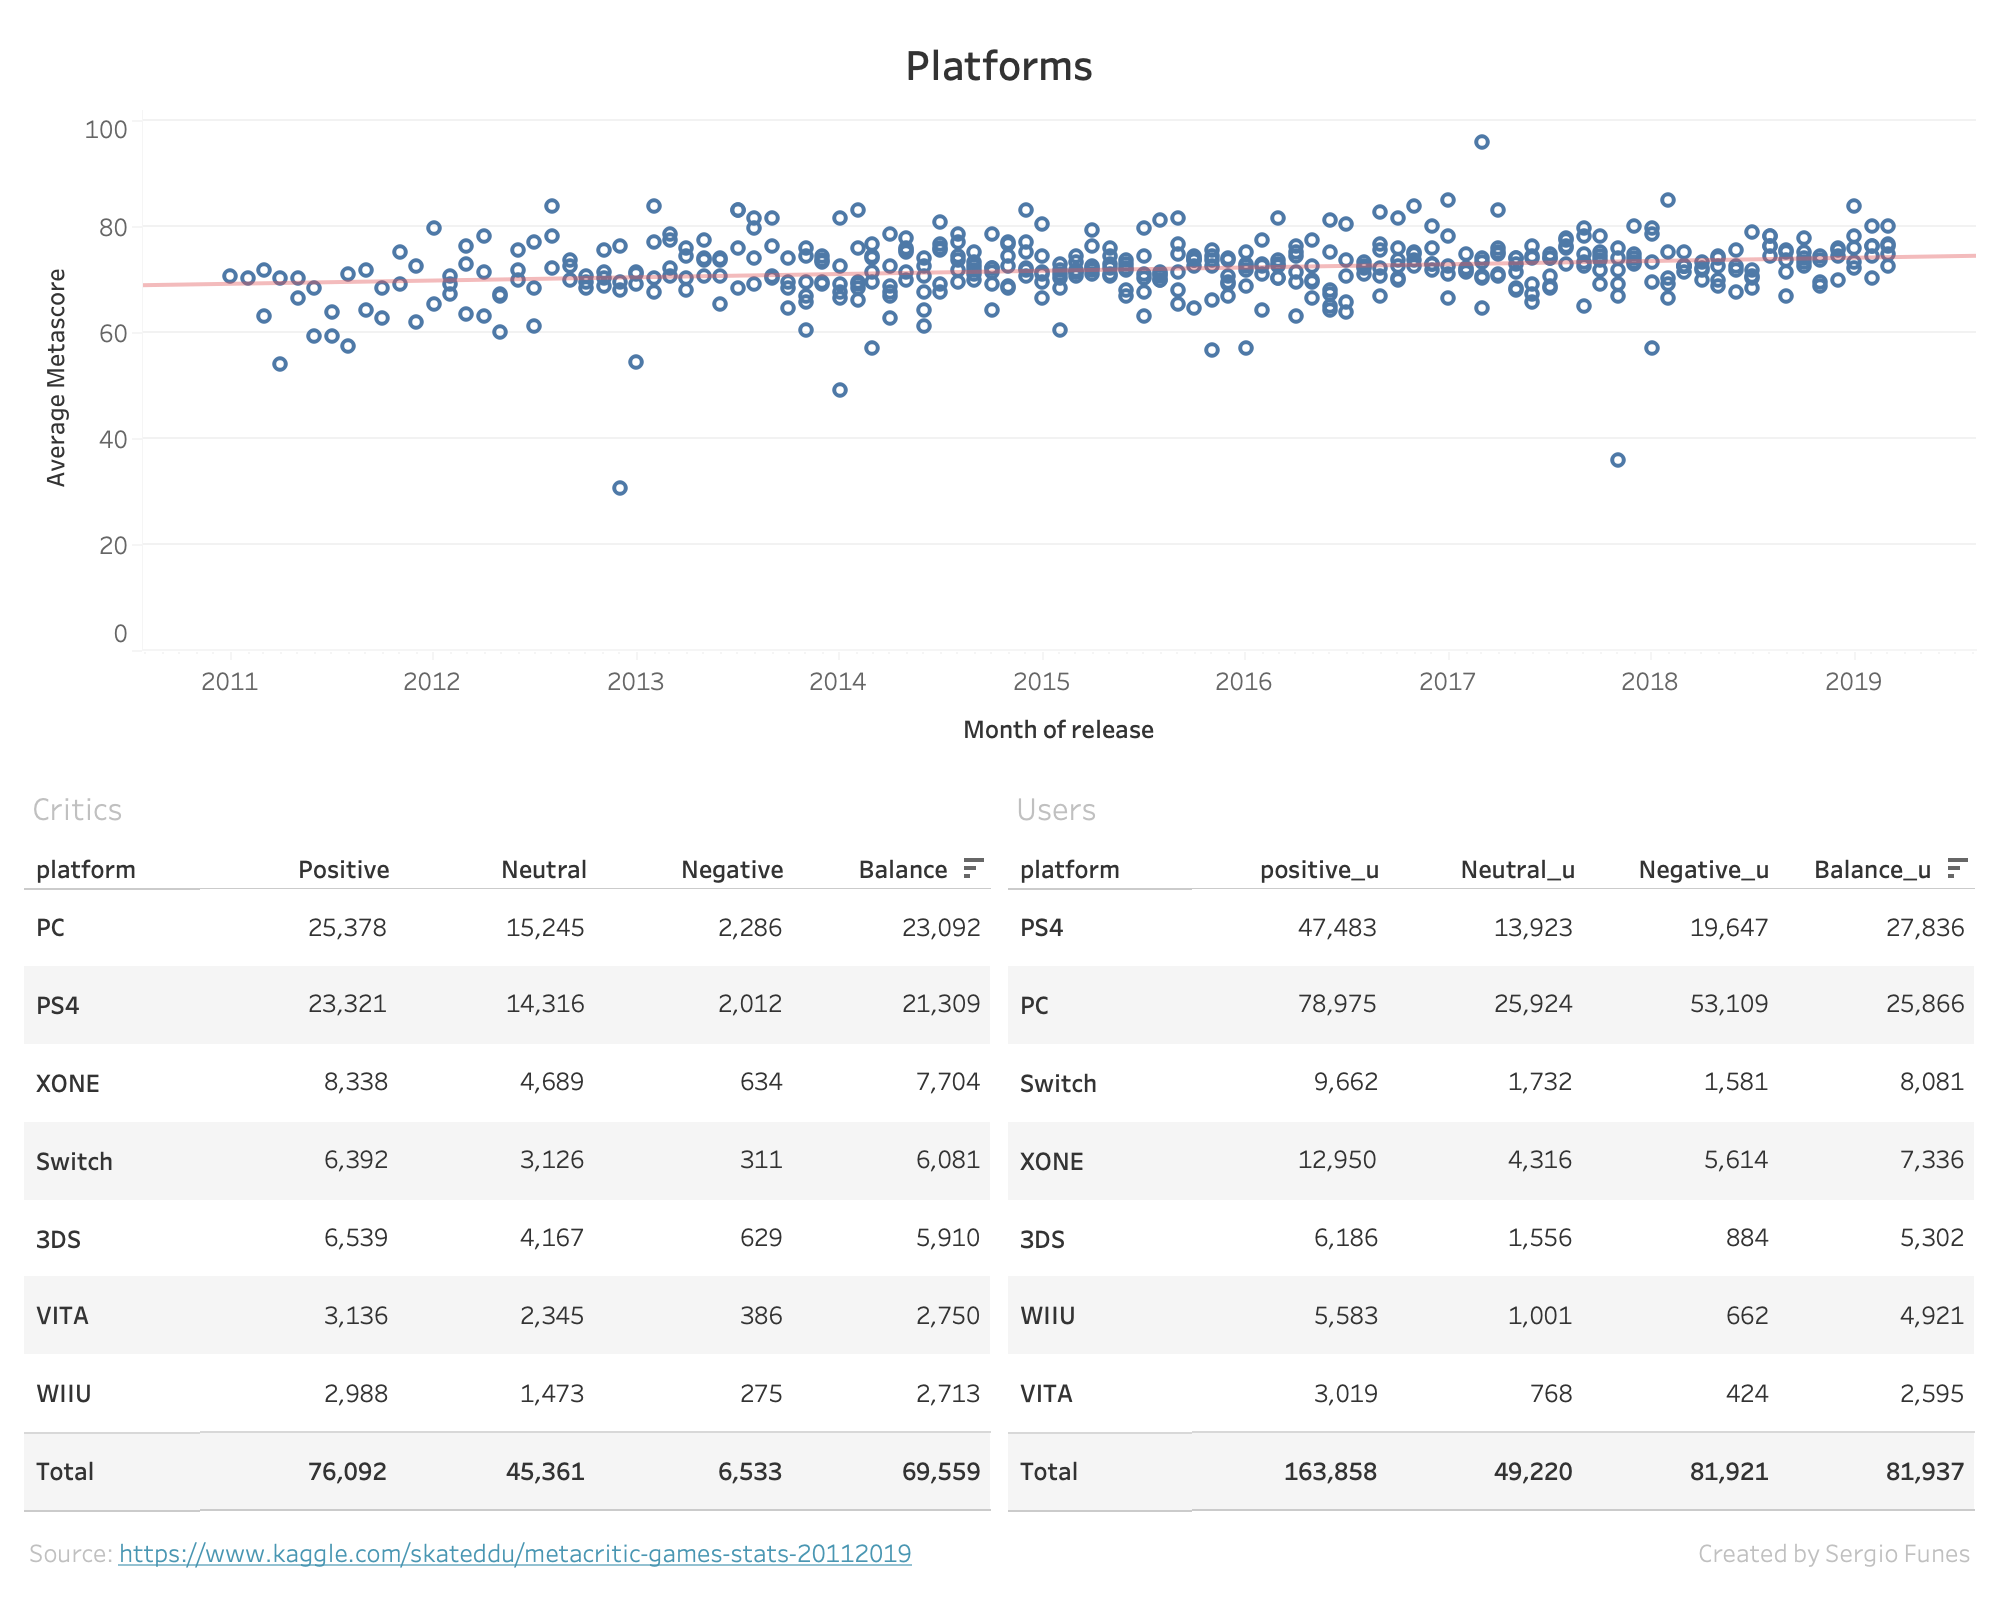 Platforms
100
80
60
40
20
0
Average Metascore
2011 2012 2013 2014 2015 2016 2017 2018 2019
Month of release
Critics
platform Positive Neutral Negative Balance
PC 25,378 15,245 2,286 23,092
PS4 23,321 14,316 2,012 21,309
XONE 8,338 4,689 634 7,704
Switch 6,392 3,126 311 6,081
3DS 6,539 4,167 629 5,910
VITA 3,136 2,345 386 2,750
WIIU 2,988 1,473 275 2,713
Total 76,092 45,361 6,533 69,559
Users
platform positive_u Neutral_u Negative_u Balance_u
PS4 47,483 13,923 19,647 27,836
PC 78,975 25,924 53,109 25,866
Switch 9,662 1,732 1,581 8,081
XONE 12,950 4,316 5,614 7,336
3DS 6,186 1,556 884 5,302
WIIU 5,583 1,001 662 4,921
VITA 3,019 768 424 2,595
Total 163,858 49,220 81,921 81,937
Source: https://www.kaggle.com/skateddu/metacritic-games-stats-20112019
Created by Sergio Funes